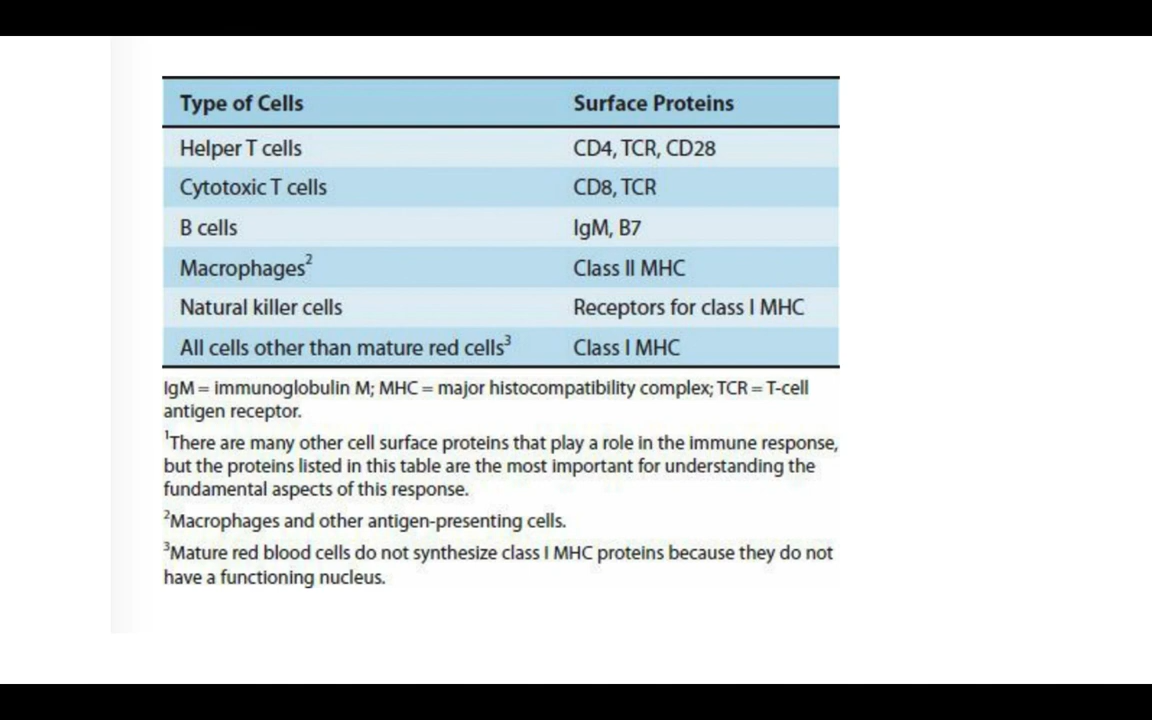 Type of Cells Surface Proteins
Helper T cells CD4, TCR, CD28
Cytotoxic T cells CD8, TCR
B cells IgM, B7
Macrophages² Class II MHC
Natural killer cells Receptors for class I MHC
All cells other than mature red cells³ Class I MHC
IgM = immunoglobulin M; MHC = major histocompatibility complex; TCR = T-cell
antigen receptor.
¹There are many other cell surface proteins that play a role in the immune response,
but the proteins listed in this table are the most important for understanding the
fundamental aspects of this response.
²Macrophages and other antigen-presenting cells.
³Mature red blood cells do not synthesize class I MHC proteins because they do not
have a functioning nucleus.